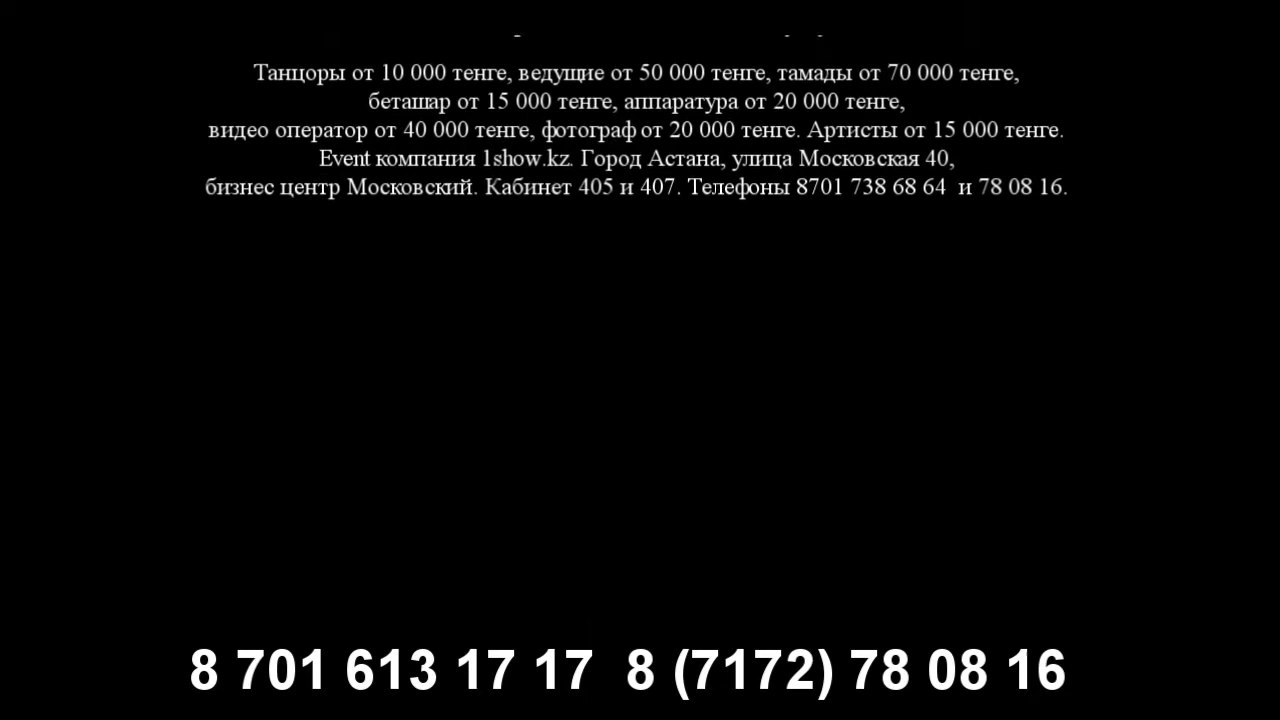 Танцоры от 10 000 тенге, ведущие от 50 000 тенге, тамады от 70 000 тенге,
беташар от 15 000 тенге, аппаратура от 20 000 тенге,
видео оператор от 40 000 тенге, фотограф от 20 000 тенге. Артисты от 15 000 тенге.
Event компания 1show.kz. Город Астана, улица Московская 40,
бизнес центр Московский. Кабинет 405 и 407. Телефоны 8701 738 68 64 и 78 08 16.
8 701 613 17 17 8 (7172) 78 08 16